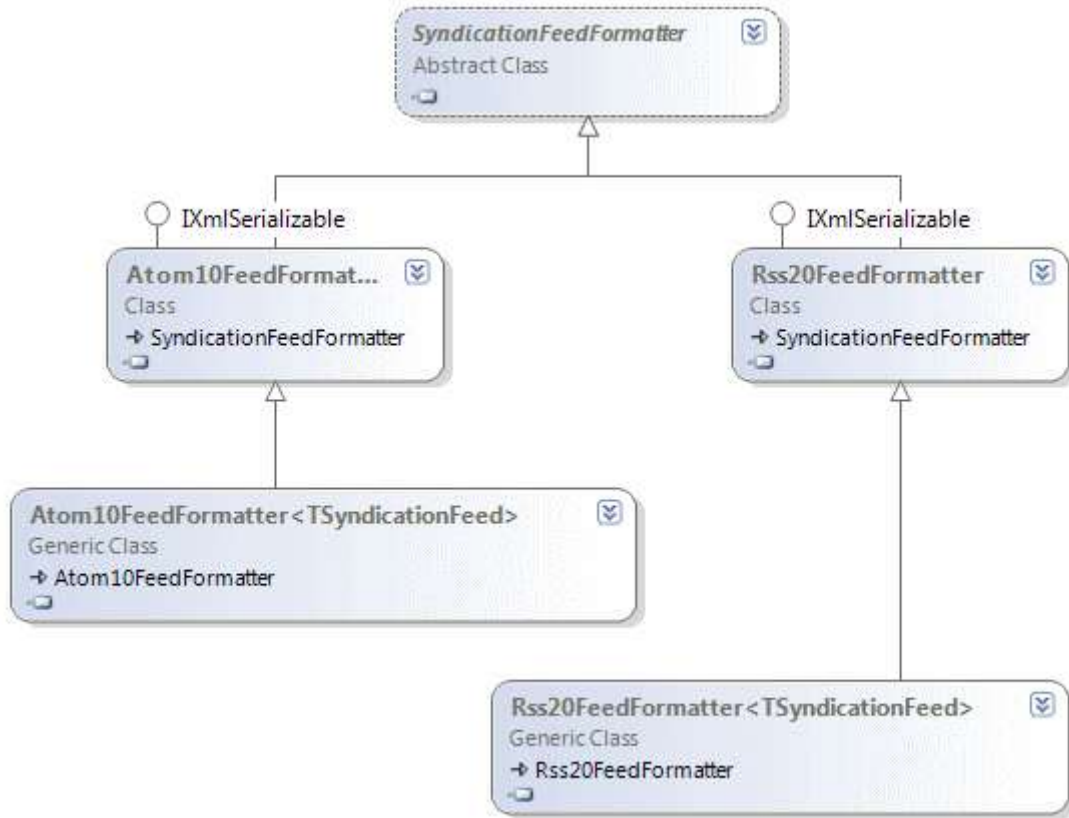 SyndicationFeedFormatter
Abstract Class
IXmlSerializable
IXmlSerializable
Atom10FeedFormat...
Class
SyndicationFeedFormatter
Rss20FeedFormatter
Class
SyndicationFeedFormatter
Atom10FeedFormatter<TSyndicationFeed>
Generic Class
Atom10FeedFormatter
Rss20FeedFormatter<TSyndicationFeed>
Generic Class
Rss20FeedFormatter